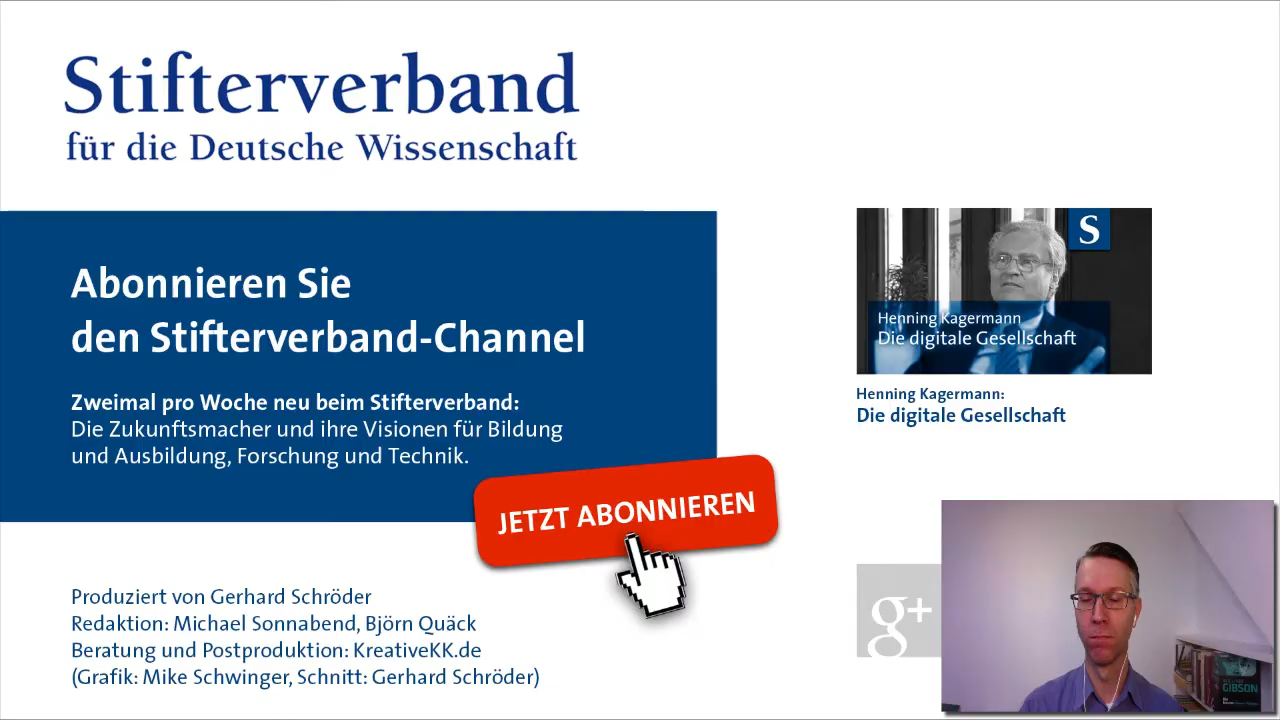 Stifterverband
für die Deutsche Wissenschaft
Abonnieren Sie
den Stifterverband-Channel
Zweimal pro Woche neu beim Stifterverband:
Die Zukunftsmacher und ihre Visionen für Bildung
und Ausbildung, Forschung und Technik.
JETZT ABONNIEREN
S
Henning Kagermann
Die digitale Gesellschaft
Henning Kagermann:
Die digitale Gesellschaft
Produziert von Gerhard Schröder
Redaktion: Michael Sonnabend, Björn Quäck
Beratung und Postproduktion: KreativeKK.de
(Grafik: Mike Schwinger, Schnitt: Gerhard Schröder)
g+
GIBSON